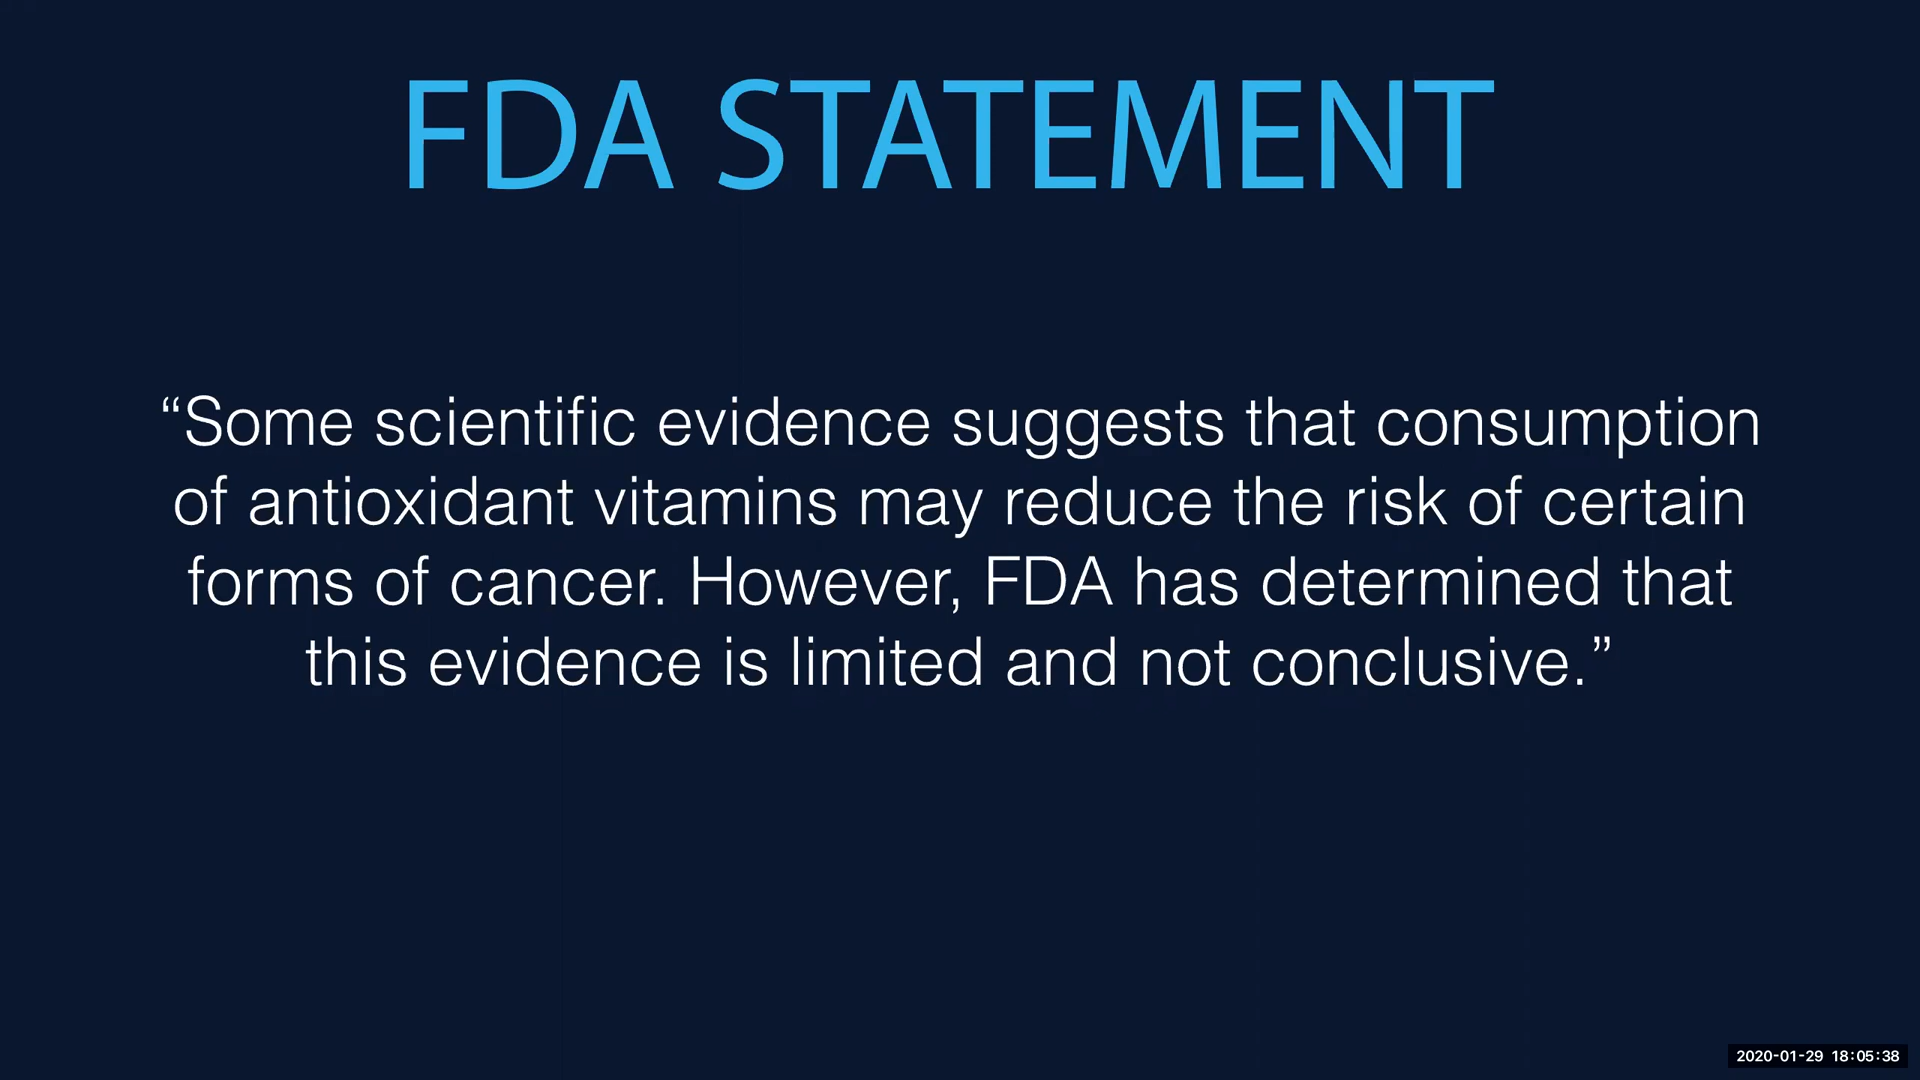 FDA STATEMENT
“Some scientific evidence suggests that consumption
of antioxidant vitamins may reduce the risk of certain
forms of cancer. However, FDA has determined that
this evidence is limited and not conclusive.”
2020-01-29 18:05:38